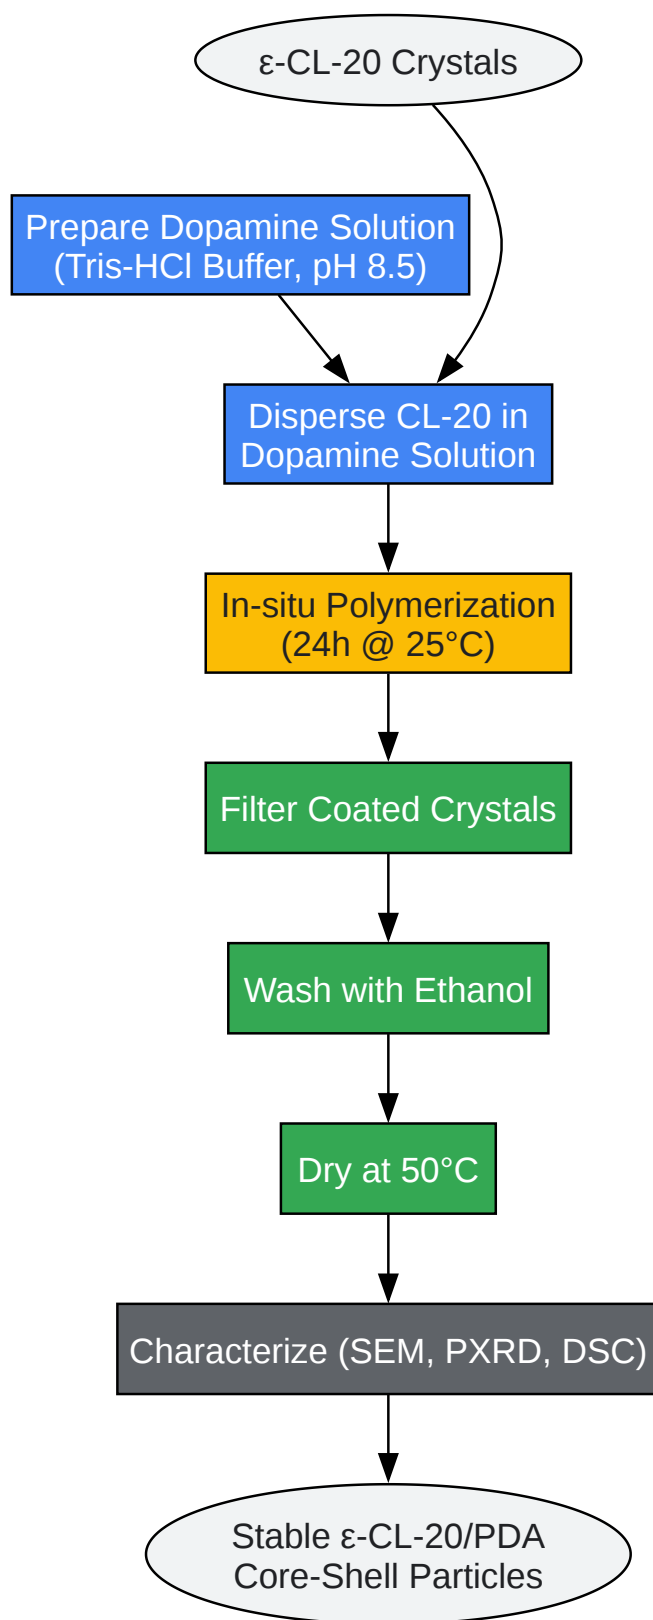 ε-CL-20 Crystals
Prepare Dopamine Solution
(Tris-HCl Buffer, pH 8.5)
Disperse CL-20 in
Dopamine Solution
In-situ Polymerization
(24h @ 25°C)
Filter Coated Crystals
Wash with Ethanol
Dry at 50°C
Characterize (SEM, PXRD, DSC)
Stable ε-CL-20/PDA
Core-Shell Particles